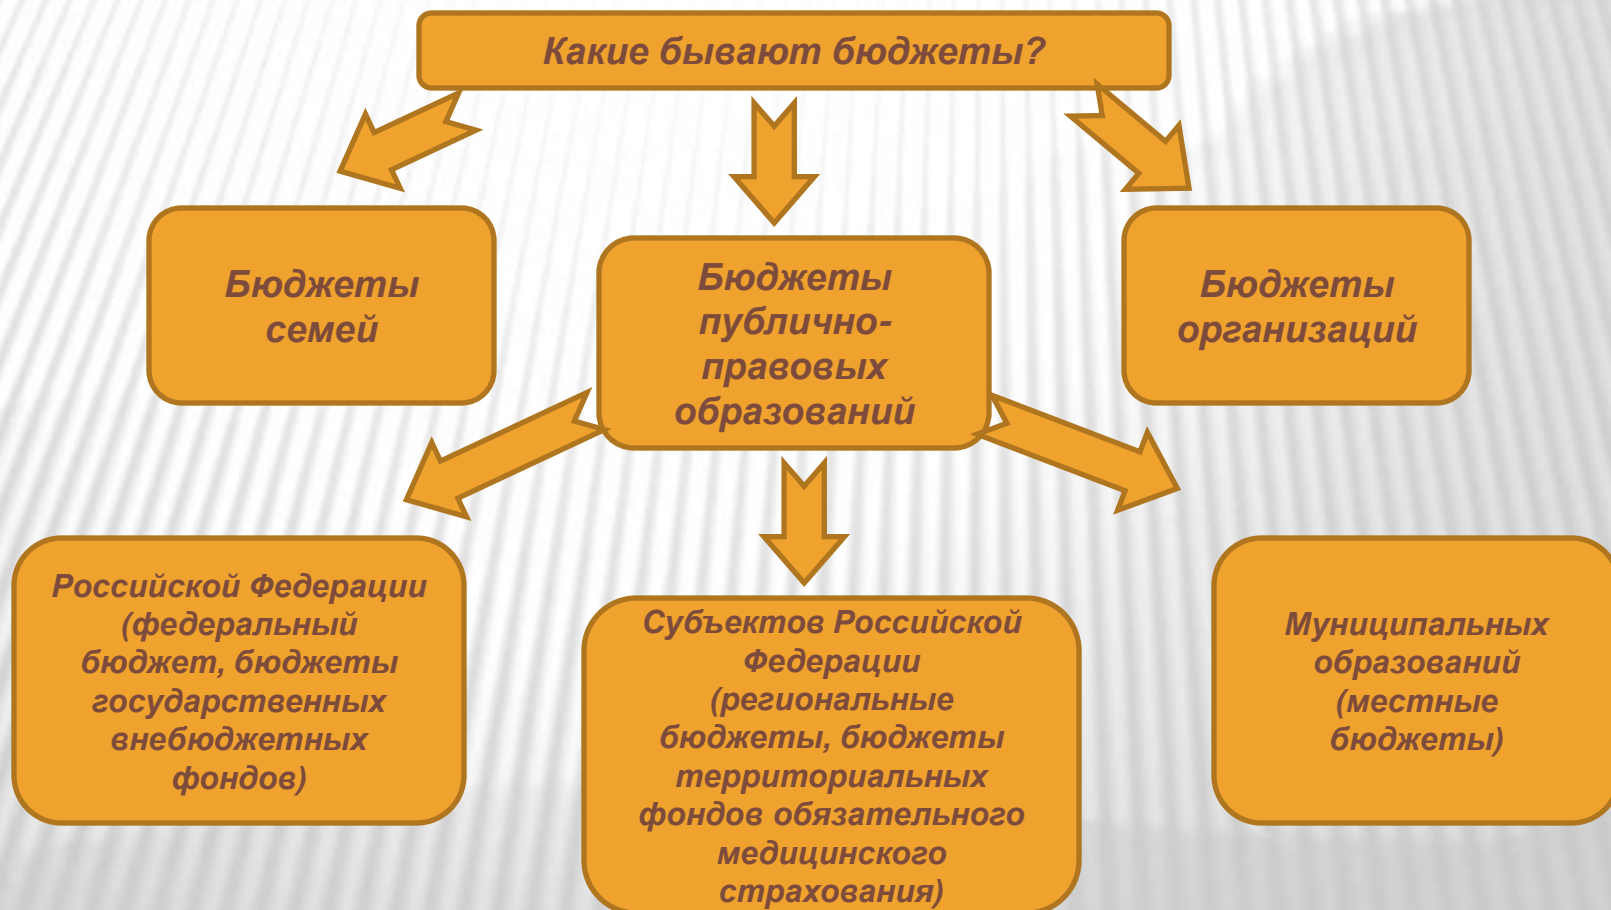 Какие бывают бюджеты?
Бюджеты
семей
Бюджеты
публично-
правовых
образований
Бюджеты
организаций
Российской Федерации
(федеральный
бюджет, бюджеты
государственных
внебюджетных
фондов)
Субъектов Российской
Федерации
(региональные
бюджеты, бюджеты
территориальных
фондов обязательного
медицинского
страхования)
Муниципальных
образований
(местные
бюджеты)